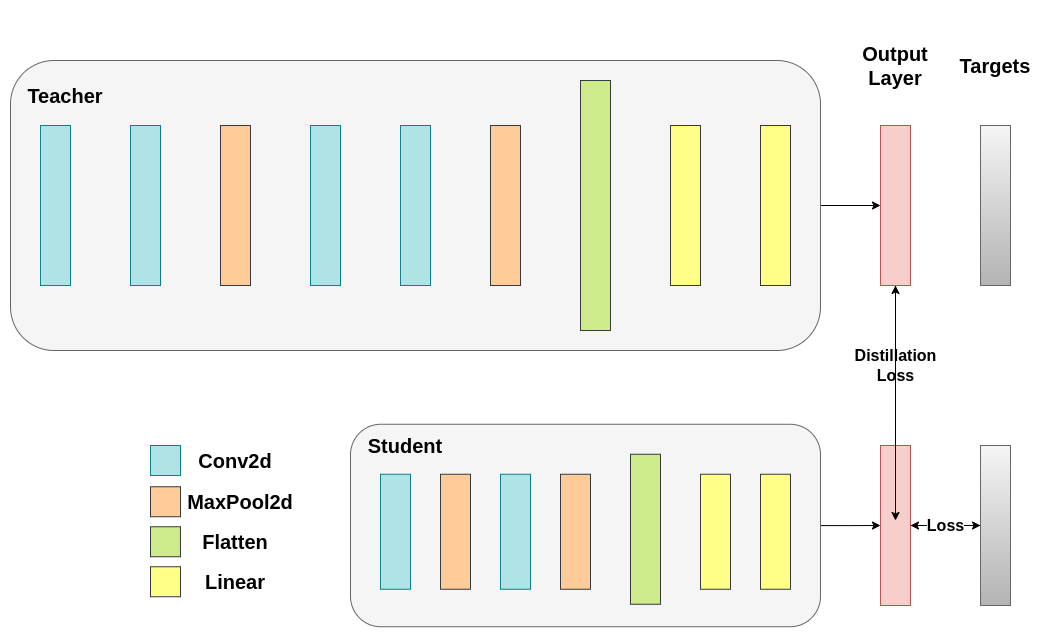 Output
Layer
Targets
Teacher
Distillation
Loss
Student
Conv2d
MaxPool2d
Flatten
Linear
Loss